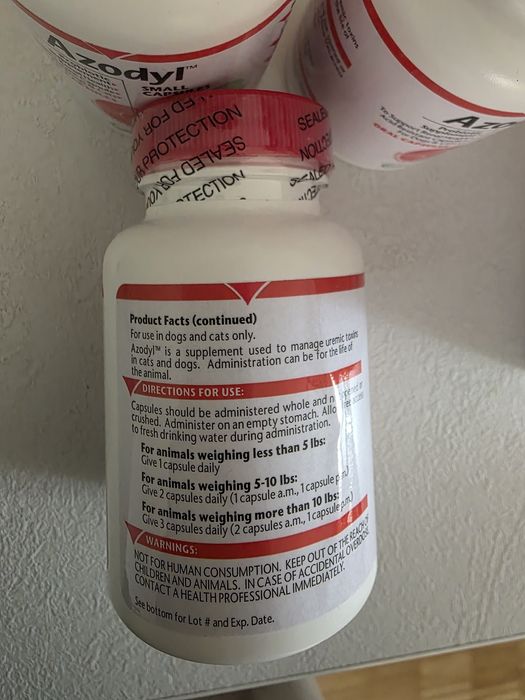 Azodyl™
SMALL
PROTECTION
SEALED
PROTECTION
Product Facts (continued)
For use in dogs and cats only.
Azodyl™ is a supplement used to manage uremic toxins
in cats and dogs. Administration can be for the life of
the animal.
DIRECTIONS FOR USE:
Capsules should be administered whole and
crushed. Administer on an empty stomach.
to fresh drinking water during administration.
For animals weighing less than 5 lbs:
Give 1 capsule daily
For animals weighing 5-10 lbs:
Give 2 capsules daily (1 capsule a.m., 1 capsule p.m.)
For animals weighing more than 10 lbs:
Give 3 capsules daily (2 capsules a.m., 1 capsule p.m.)
WARNINGS:
NOT FOR HUMAN CONSUMPTION. KEEP OUT OF THE REACH OF
CHILDREN AND ANIMALS. IN CASE OF ACCIDENTAL OVERDOSE,
CONTACT A HEALTH PROFESSIONAL IMMEDIATELY.
See bottom for Lot # and Exp. Date.